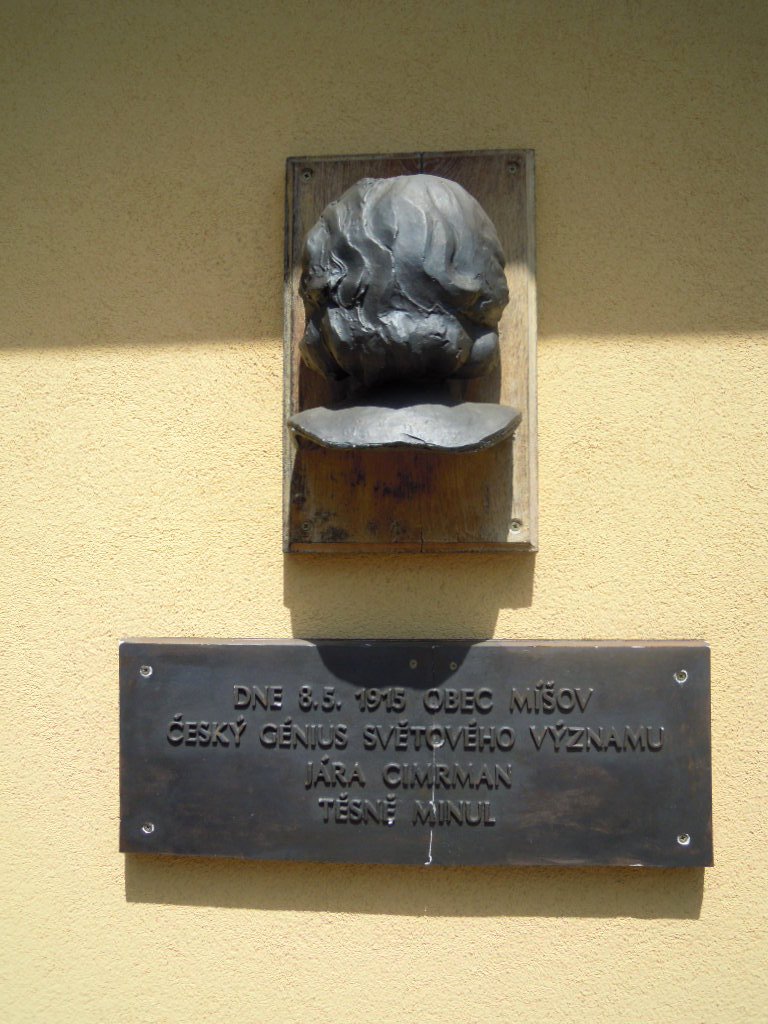 DNE 8.5. 1915 OBEC MÍŠOV
ČESKÝ GÉNIUS SVĚTOVÉHO VÝZNAMU
JÁRA CIMRMAN
TĚSNĚ MINUL